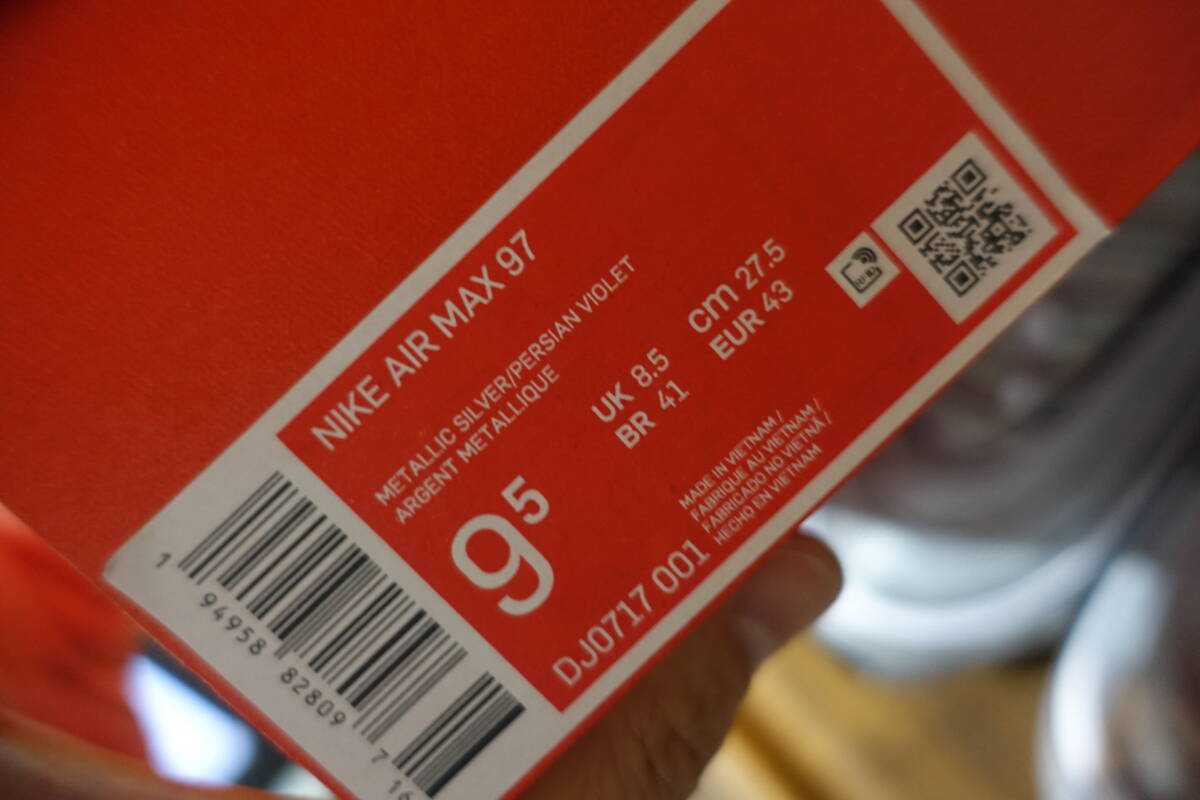 NIKE AIR MAX 97
METALLIC SILVER/PERSIAN VIOLET
ARGENT METALLIQUE
9.5
UK 8.5
BR 41
cm 27.5
EUR 43
DJ0717 001
MADE IN VIETNAM /
FABRIQUE AU VIETNAM /
FABRICADO NO VIETNÃ /
HECHO EN VIETNAM
1 94958 82809 7 16